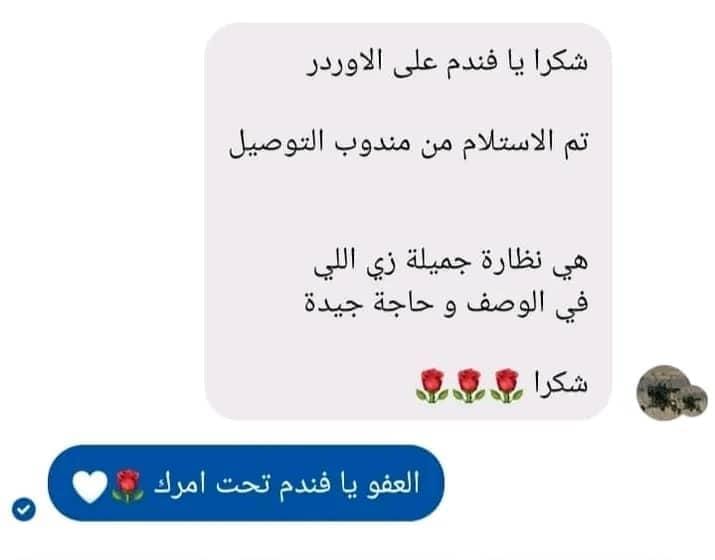 شكرا يا فندم على الاوردر
تم الاستلام من مندوب التوصيل
هي نظارة جميلة زي اللي
في الوصف و حاجة جيدة
شكرا 🌹🌹🌹
العفو يا فندم تحت امرك 🌹🤍